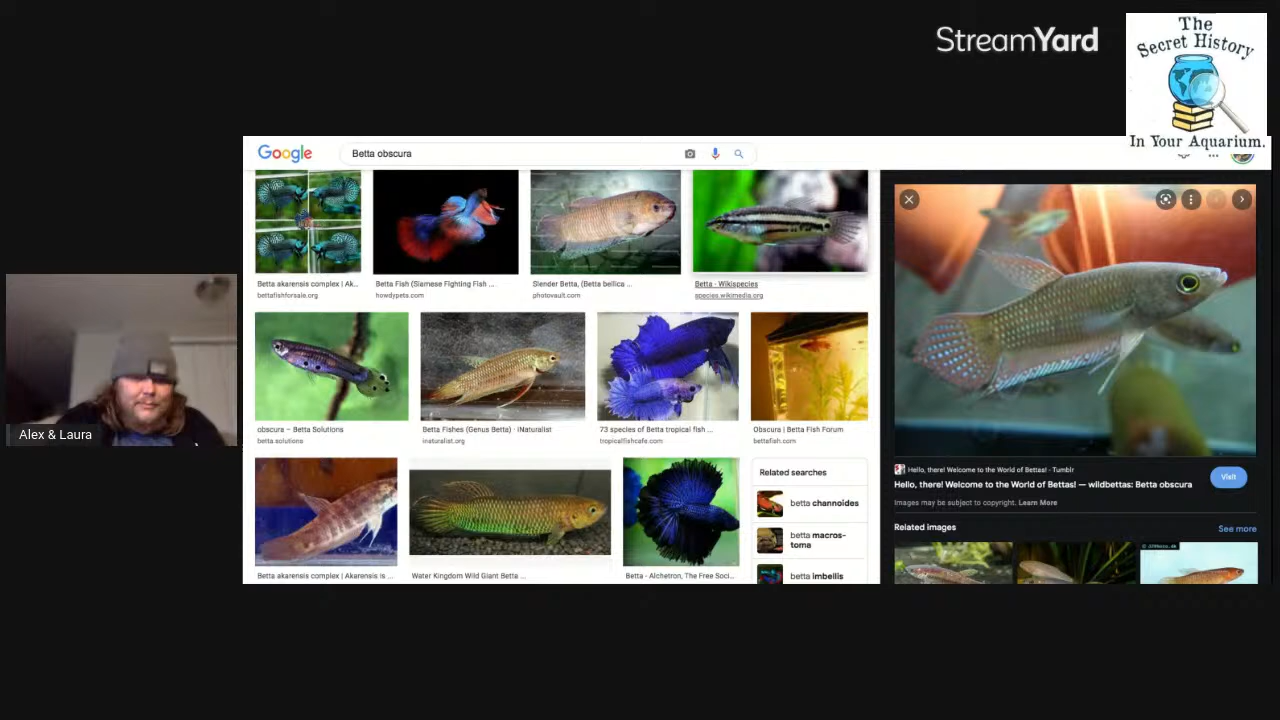 StreamYard
The
Secret History
In Your Aquarium.
Google
Betta obscura
Betta akarensis complex | Ak...
bettafishforsale.org
Betta Fish (Siamese Fighting Fish ...
howdypets.com
Slender Betta, (Betta bellica ...
photovault.com
Betta - Wikispecies
species.wikimedia.org
obscura – Betta Solutions
betta.solutions
Betta Fishes (Genus Betta) · iNaturalist
inaturalist.org
73 species of Betta tropical fish ...
tropicalfishcafe.com
Obscura | Betta Fish Forum
bettafish.com
Betta akarensis complex | Akarensis is ...
Water Kingdom Wild Giant Betta ...
Betta - Alchetron, The Free Soci...
Related searches
betta channoides
betta macros-
toma
betta imbellis
Hello, there! Welcome to the World of Bettas! - Tumblr
Hello, there! Welcome to the World of Bettas! — wildbettas: Betta obscura
Visit
Images may be subject to copyright. Learn More
Related images
See more
Alex & Laura